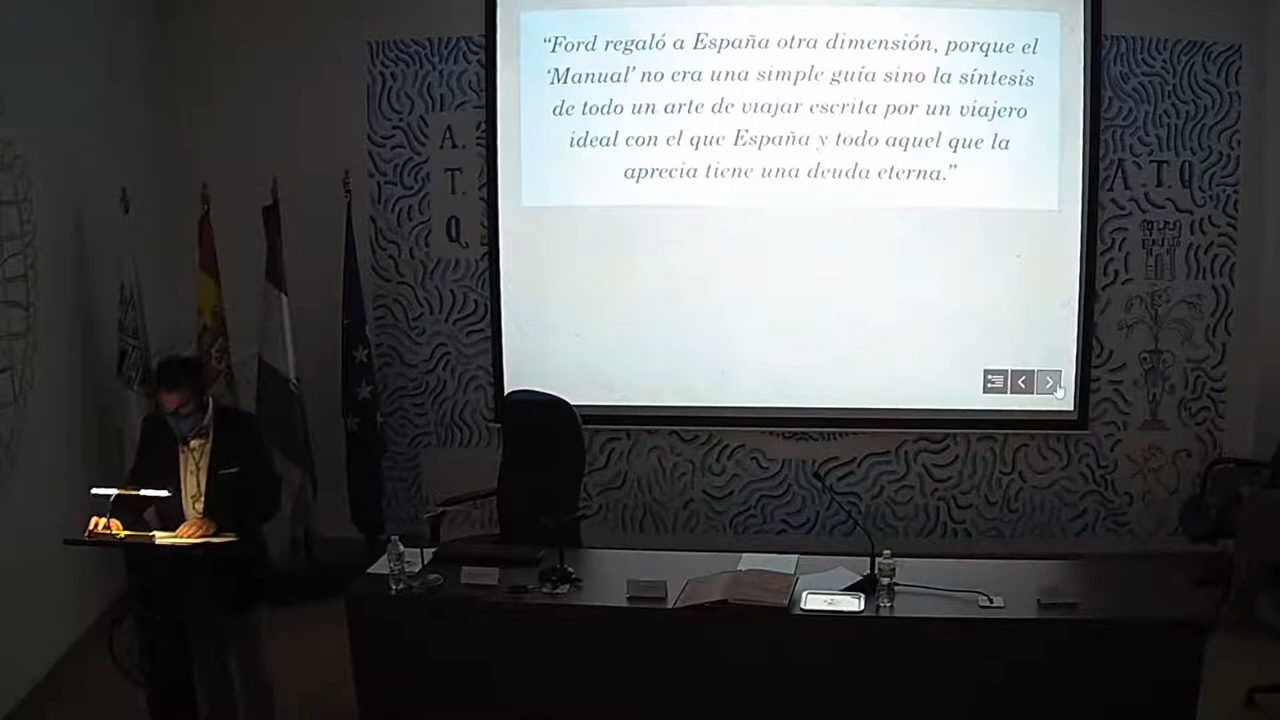 “Ford regaló a España otra dimensión, porque el
‘Manual’ no era una simple guía sino la síntesis
de todo un arte de viajar escrita por un viajero
ideal con el que España y todo aquel que la
aprecia tiene una deuda eterna.”
A.
T.
Q.
A.T.Q